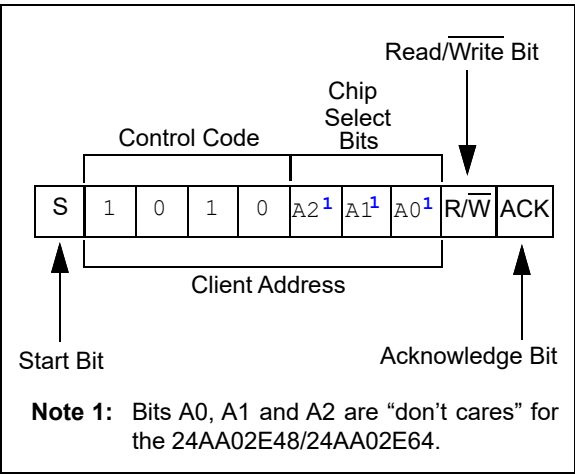 Read/Write Bit
Chip
Select
Bits
Control Code
S 1 0 1 0 A2¹ A1¹ A0¹ R/W ACK
Client Address
Start Bit
Acknowledge Bit
Note 1: Bits A0, A1 and A2 are “don’t cares” for
the 24AA02E48/24AA02E64.